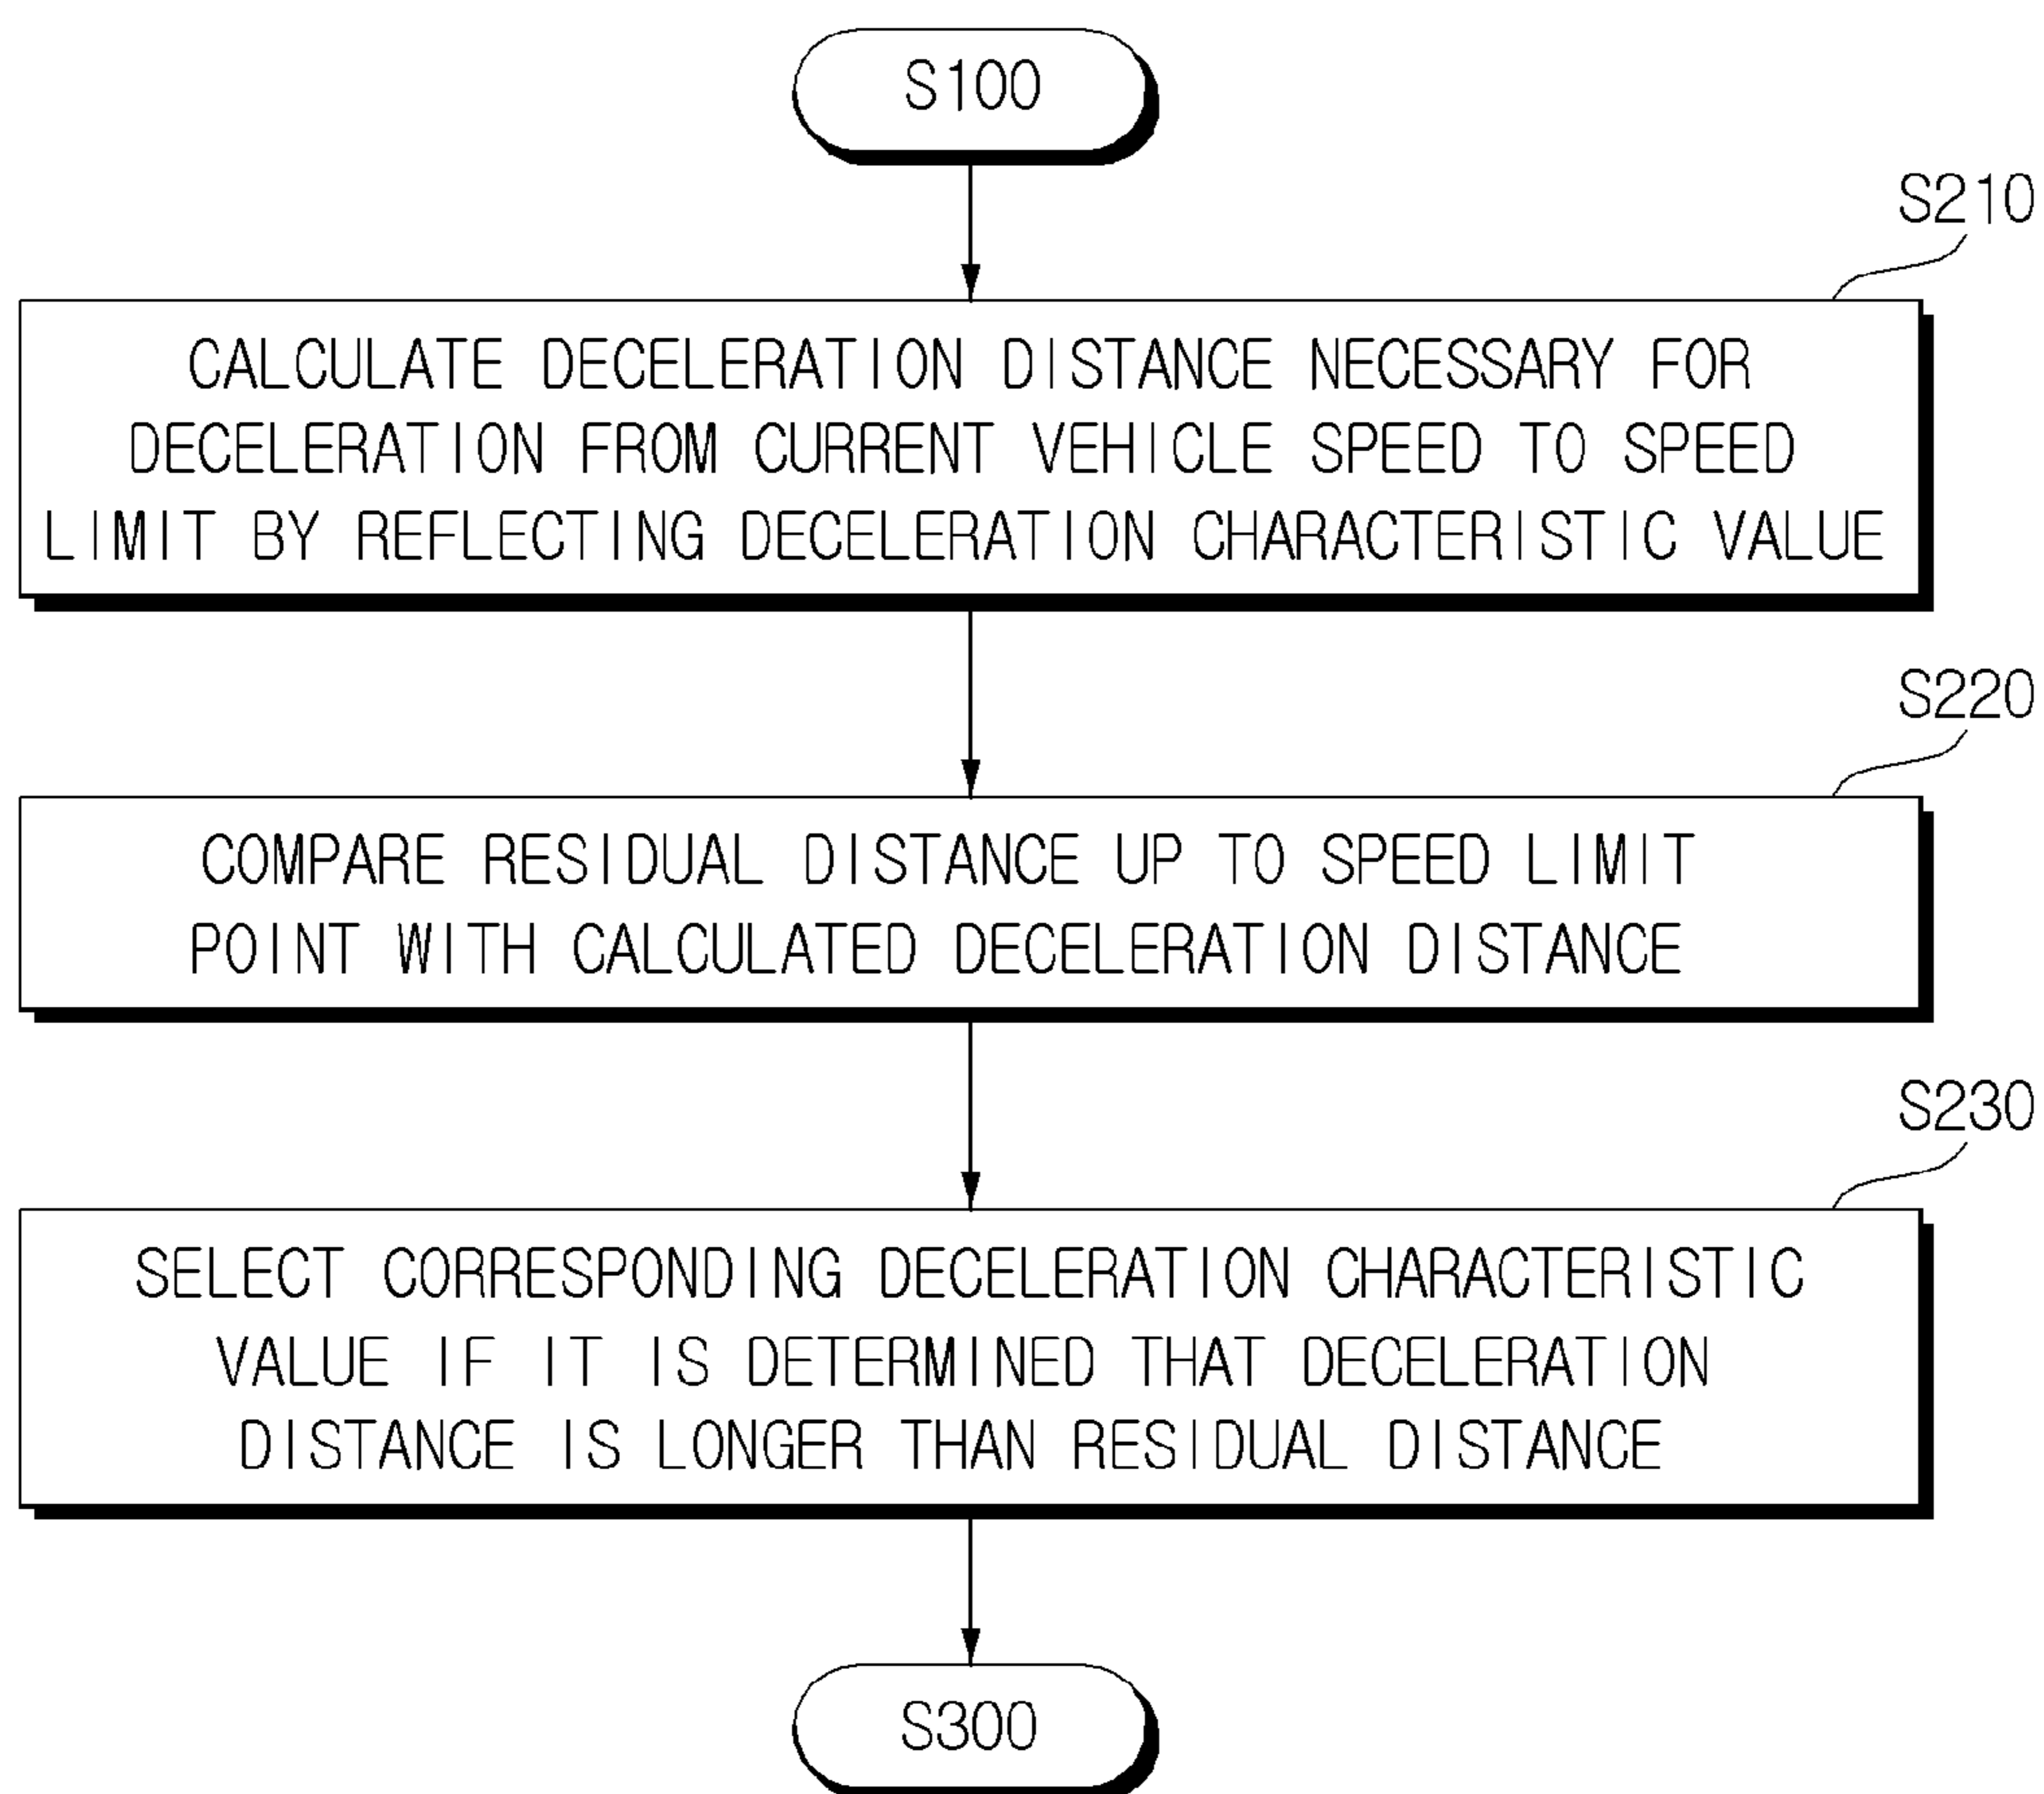 S100
S210
CALCULATE DECELERATION DISTANCE NECESSARY FOR
DECELERATION FROM CURRENT VEHICLE SPEED TO SPEED
LIMIT BY REFLECTING DECELERATION CHARACTERISTIC VALUE
S220
COMPARE RESIDUAL DISTANCE UP TO SPEED LIMIT
POINT WITH CALCULATED DECELERATION DISTANCE
S230
SELECT CORRESPONDING DECELERATION CHARACTERISTIC
VALUE IF IT IS DETERMINED THAT DECELERATION
DISTANCE IS LONGER THAN RESIDUAL DISTANCE
S300